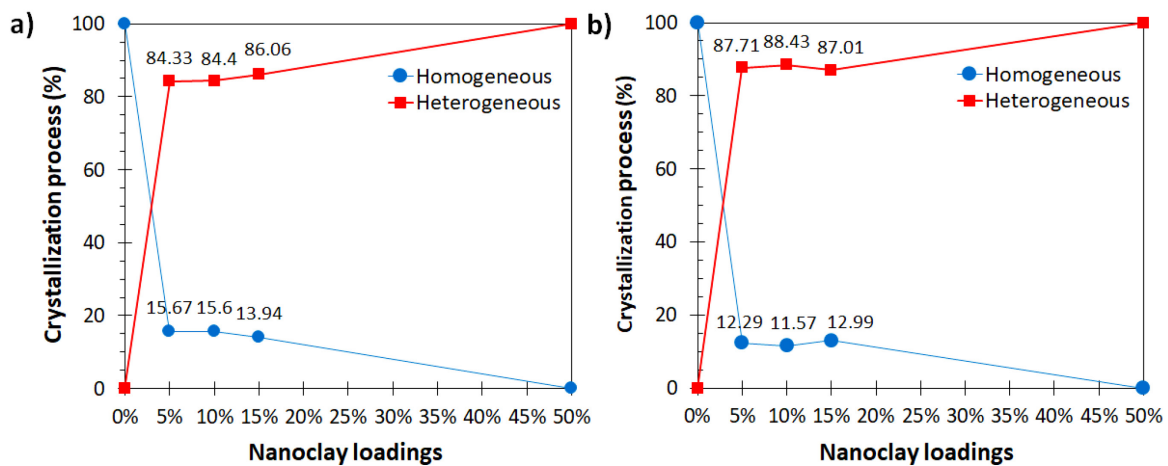 a)
Crystallization process (%)
100
80
60
40
20
0
84.33 84.4 86.06
Homogeneous
Heterogeneous
15.67 15.6 13.94
0% 5% 10% 15% 20% 25% 30% 35% 40% 45% 50%
Nanoclay loadings
b)
Crystallization process (%)
100
80
60
40
20
0
87.71 88.43 87.01
Homogeneous
Heterogeneous
12.29 11.57 12.99
0% 5% 10% 15% 20% 25% 30% 35% 40% 45% 50%
Nanoclay loadings